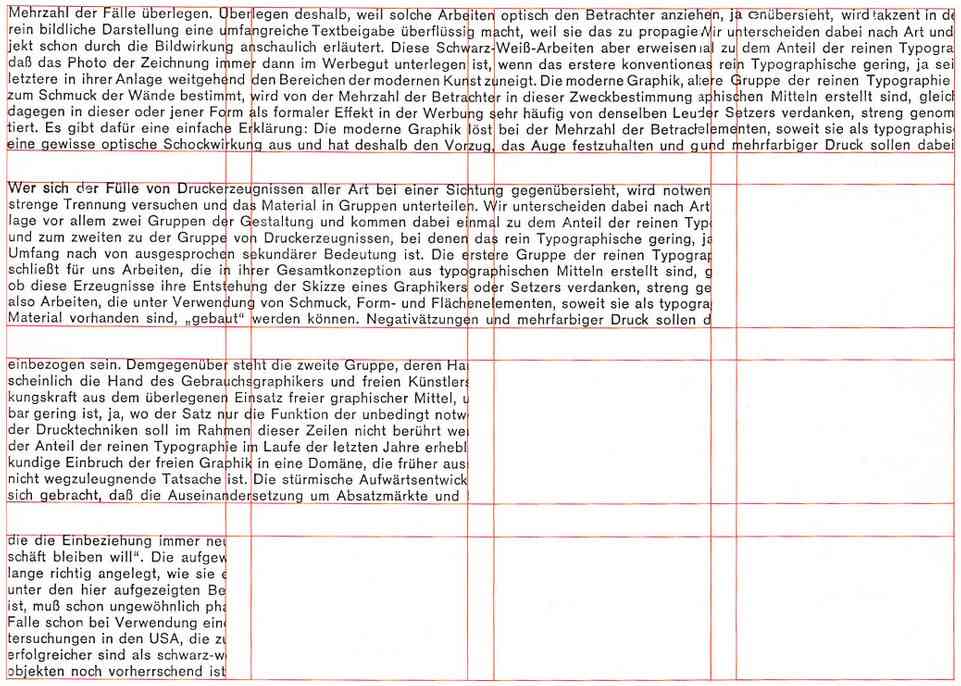 Mehrzahl der Fälle überlegen. Überlegen deshalb, weil solche Arbeiten optisch den Betrachter anziehen, ja enübersieht, wird akzent in
rein bildliche Darstellung eine umfangreiche Textbeigabe überflüssig macht, weil sie das zu propagie unterscheiden dabei nach Art und
jekt schon durch die Bildwirkung anschaulich erläutert. Diese Schwarz-Weiß-Arbeiten aber erweisen zu dem Anteil der reinen Typogra
daß das Photo der Zeichnung immer dann im Werbegut unterlegen ist, wenn das erstere konventione rein Typographische gering, ja sei
letztere in ihrer Anlage weitgehend den Bereichen der modernen Kunst zuneigt. Die moderne Graphik, Gruppe der reinen Typographie
zum Schmuck der Wände bestimmt, wird von der Mehrzahl der Betrachter in dieser Zweckbestimmung aphischen Mitteln erstellt sind, gleich
dagegen in dieser oder jener Form als formaler Effekt in der Werbung sehr häufig von denselben Setzers verdanken, streng genom
tiert. Es gibt dafür eine einfache Erklärung: Die moderne Graphik löst bei der Mehrzahl der soweit sie als typographis
eine gewisse optische Schockwirkung aus und hat deshalb den Vorzug, das Auge festzuhalten und mehrfarbiger Druck sollen dabei
Wer sich der Fülle von Druckerzeugnissen aller Art bei einer Sichtung gegenübersieht, wird notwen
strenge Trennung versuchen und das Material in Gruppen unterteilen. Wir unterscheiden dabei nach Art
lage vor allem zwei Gruppen der Gestaltung und kommen dabei einmal zu dem Anteil der reinen Typ
und zum zweiten zu der Gruppe von Druckerzeugnissen, bei denen das rein Typographische gering, j
Umfang nach von ausgesprochen sekundärer Bedeutung ist. Die erstere Gruppe der reinen Typogra
schließt für uns Arbeiten, die in ihrer Gesamtkonzeption aus typographischen Mitteln erstellt sind, g
ob diese Erzeugnisse ihre Entstehung der Skizze eines Graphikers oder Setzers verdanken, streng ge
also Arbeiten, die unter Verwendung von Schmuck, Form- und Flächenelementen, soweit sie als typogra
Material vorhanden sind, „gebaut“ werden können. Negativätzungen und mehrfarbiger Druck sollen d
einbezogen sein. Demgegenüber steht die zweite Gruppe, deren Ha
scheinlich die Hand des Gebrauchsgraphikers und freien Künstlers
kungskraft aus dem überlegenen Einsatz freier graphischer Mittel, u
bar gering ist, ja, wo der Satz nur die Funktion der unbedingt notw
der Drucktechniken soll im Rahmen dieser Zeilen nicht berührt we
der Anteil der reinen Typographie im Laufe der letzten Jahre erhebl
kundige Einbruch der freien Graphik in eine Domäne, die früher aus
nicht wegzuleugnende Tatsache ist. Die stürmische Aufwärtsentwick
sich gebracht, daß die Auseinandersetzung um Absatzmärkte und
die die Einbeziehung immer neu
schäft bleiben will“. Die aufgew
lange richtig angelegt, wie sie
unter den hier aufgezeigten Be
ist, muß schon ungewöhnlich pha
Falle schon bei Verwendung ein
tersuchungen in den USA, die zu
erfolgreicher sind als schwarz-w
objekten noch vorherrschend ist